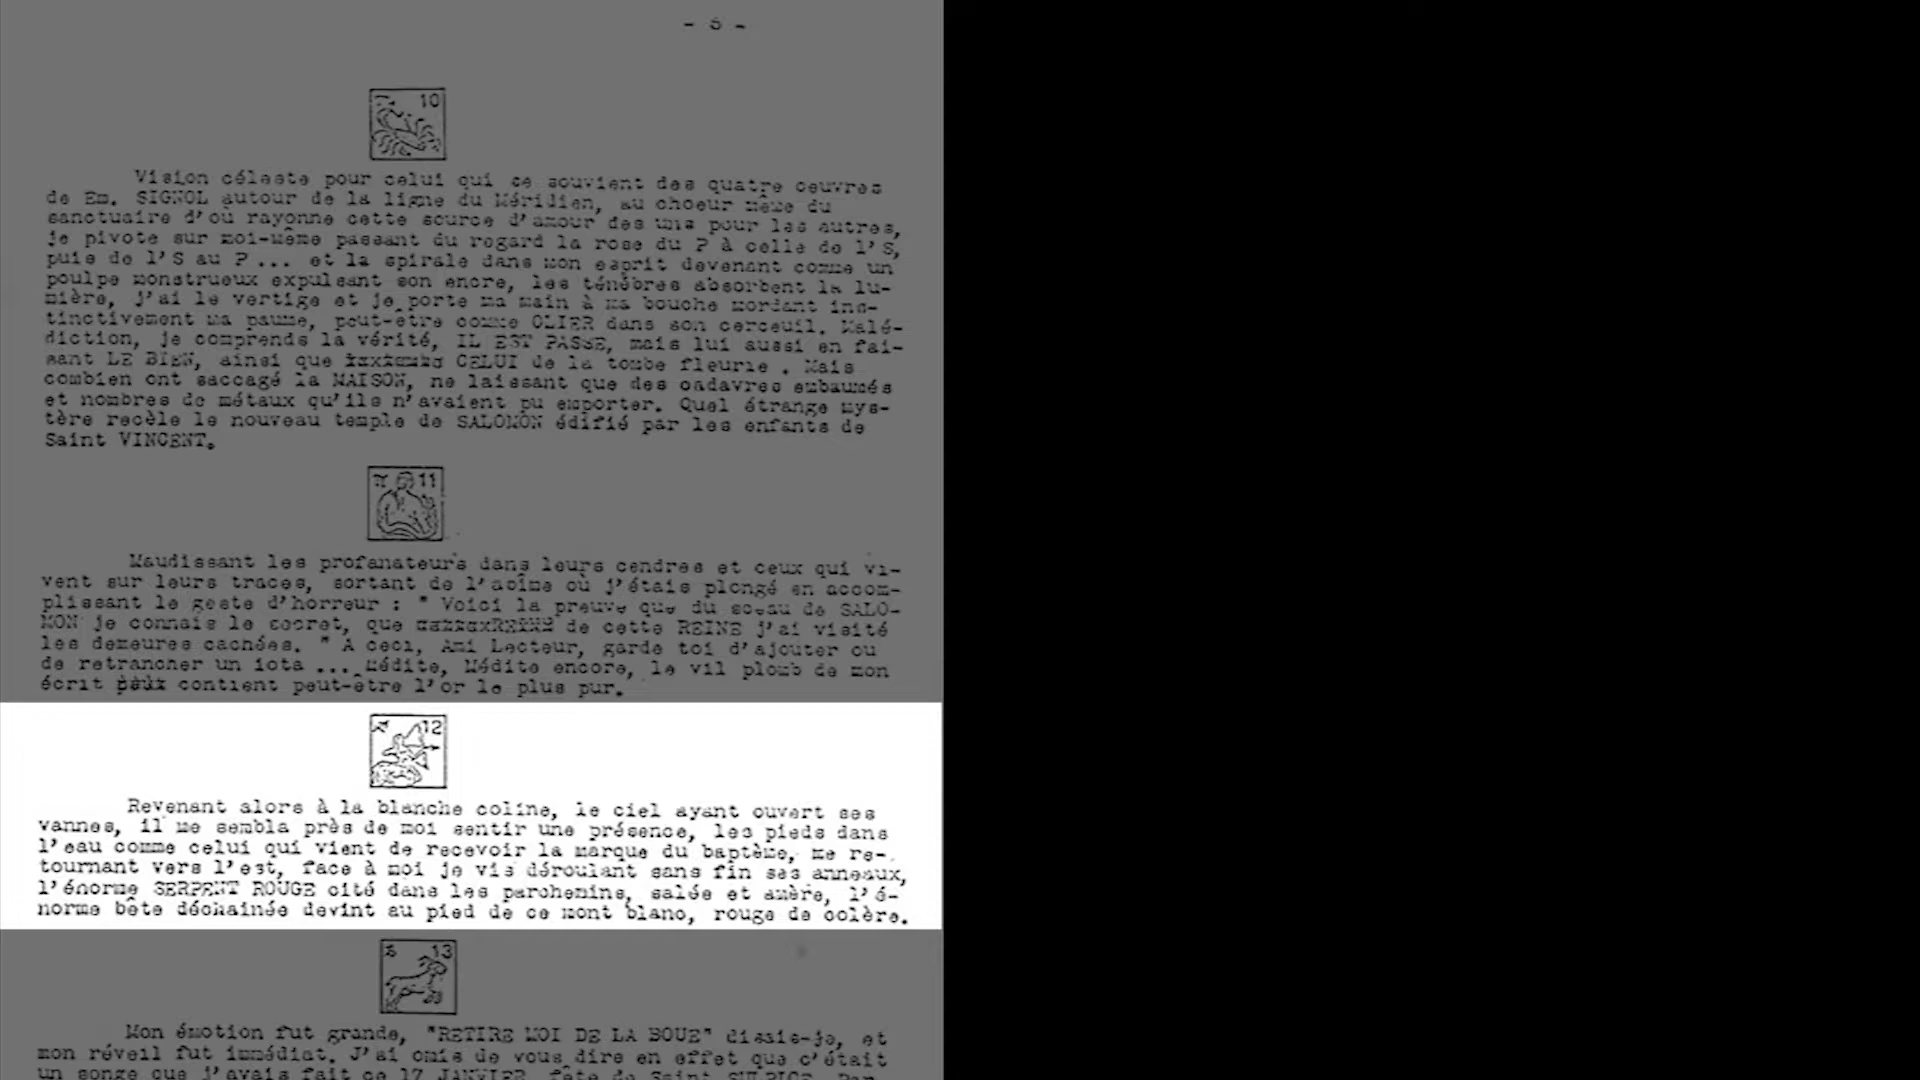 - 5 -
10
Vision céleste pour celui qui se souvient des quatre oeuvres
de Em. SIGNOL autour de la ligne du Méridien, au choeur même du
sanctuaire d'où rayonne cette source d'amour des uns pour les autres,
je pivote sur moi-même passant du regard la rose du P à celle de l'S,
puis de l'S au P ... et la spirale dans mon esprit devenant comme un
poulpe monstrueux expulsant son encre, les ténèbres absorbent la lu-
mière, j'ai le vertige et je porte ma main à ma bouche mordant ins-
tinctivement ma paume, peut-être comme OLIER dans son cerceuil. Malé-
diction, je comprends la vérité, IL EST PASSE, mais lui aussi en fai-
sant LE BIEN, ainsi que CELUI de la tombe fleurie . Mais
combien ont saccagé la MAISON, ne laissant que des cadavres embaumés
et nombres de métaux qu'ils n'avaient pu emporter. Quel étrange mys-
tère recèle le nouveau temple de SALOMON édifié par les enfants de
Saint VINCENT.
11
Maudissant les profanateurs dans leurs cendres et ceux qui vi-
vent sur leurs traces, sortant de l'abîme où j'étais plongé en accom-
plissant le geste d'horreur : " Voici la preuve que du sceau de SALO-
MON je connais le secret, que de cette REINE j'ai visité
les demeures cachées. " A ceci, Ami Lecteur, garde toi d'ajouter ou
de retrancher un iota ... Médite, Médite encore, le vil plomb de mon
écrit contient peut-être l'or le plus pur.
12
Revenant alors à la blanche coline, le ciel ayant ouvert ses
vannes, il me sembla près de moi sentir une présence, les pieds dans
l'eau comme celui qui vient de recevoir la marque du baptème, me re-
tournant vers l'est, face à moi je vis déroulant sans fin ses anneaux,
l'énorme SERPENT ROUGE cité dans les parchemins, salée et amère, l'é-
norme bête déchainée devint au pied de ce mont blanc, rouge de colère.
13
Mon émotion fut grande, "RETIRE MOI DE LA BOUE" disais-je, et
mon réveil fut immédiat. J'ai omis de vous dire en effet que c'était
un songe que j'avais fait ce 17 JANVIER, fête de Saint SULPICE. Par-